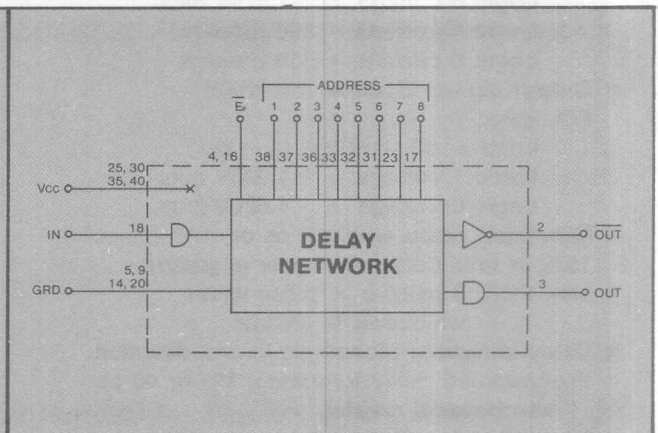 ADDRESS
E 1 2 3 4 5 6 7 8
4, 16 38 37 36 33 32 31 23 17
25, 30
VCC 35, 40
IN 18
DELAY
NETWORK
2 OUT
5, 9
GRD 14, 20
3 OUT